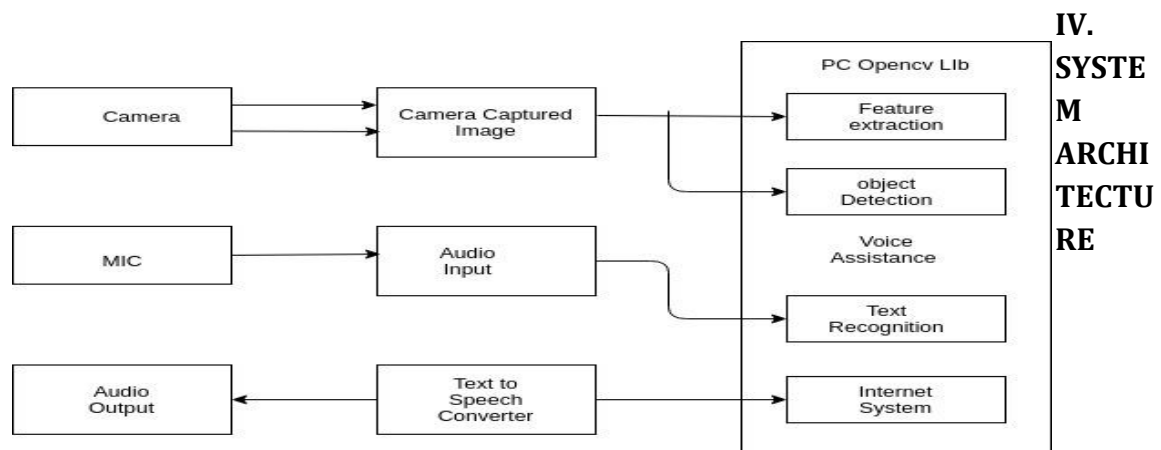 IV.
SYSTE
M
ARCHI
TECTU
RE
PC Opencv LIb
Camera
Camera Captured
Image
Feature
extraction
object
Detection
MIC
Audio
Input
Voice
Assistance
Text
Recognition
Audio
Output
Text to
Speech
Converter
Internet
System